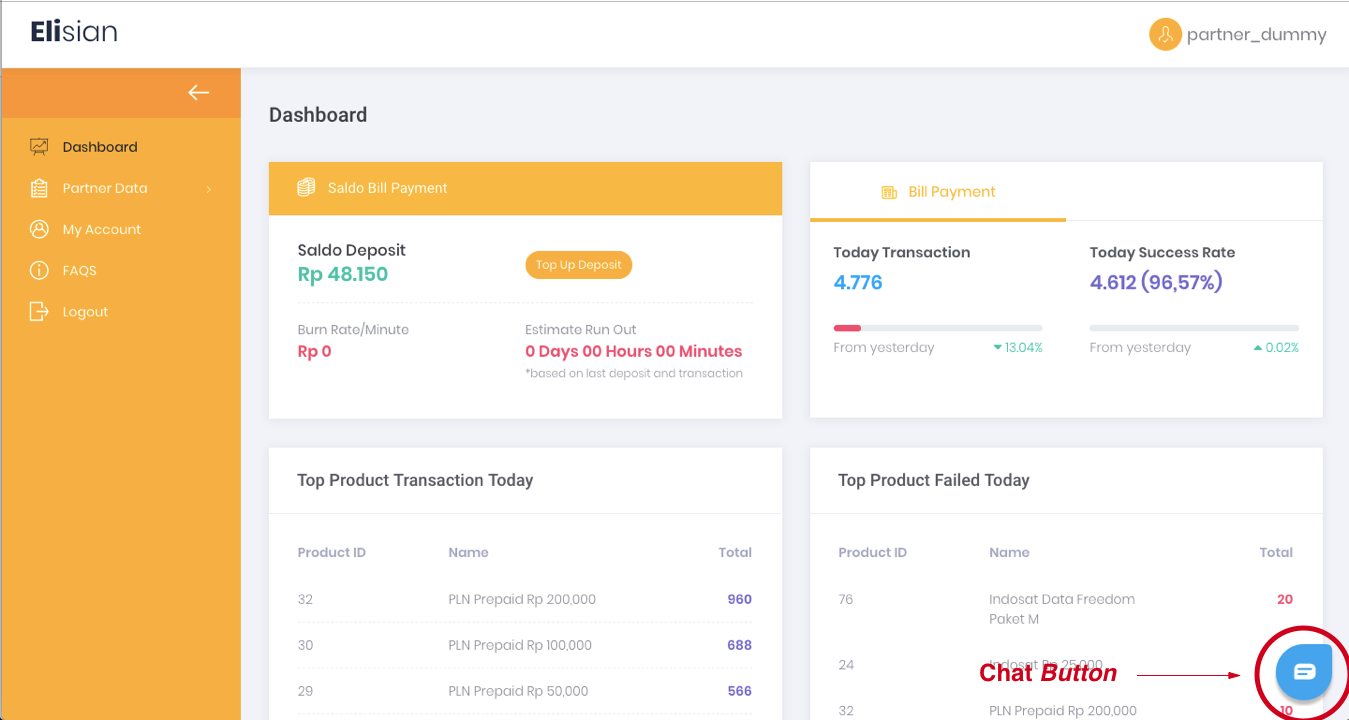 Elisian
partner_dummy
Dashboard
Partner Data
My Account
FAQS
Logout
Dashboard
Saldo Bill Payment
Saldo Deposit
Rp 48.150
Top Up Deposit
Burn Rate/Minute
Rp 0
Estimate Run Out
0 Days 00 Hours 00 Minutes
*based on last deposit and transaction
Bill Payment
Today Transaction
4.776
From yesterday
13.04%
Today Success Rate
4.612 (96,57%)
From yesterday
0.02%
Top Product Transaction Today
Product ID Name Total
32 PLN Prepaid Rp 200,000 960
30 PLN Prepaid Rp 100,000 688
29 PLN Prepaid Rp 50,000 566
Top Product Failed Today
Product ID Name Total
76 Indosat Data Freedom 20
Paket M
24 Indosat Rp 25,000
Chat Button
32 PLN Prepaid Rp 200,000 10